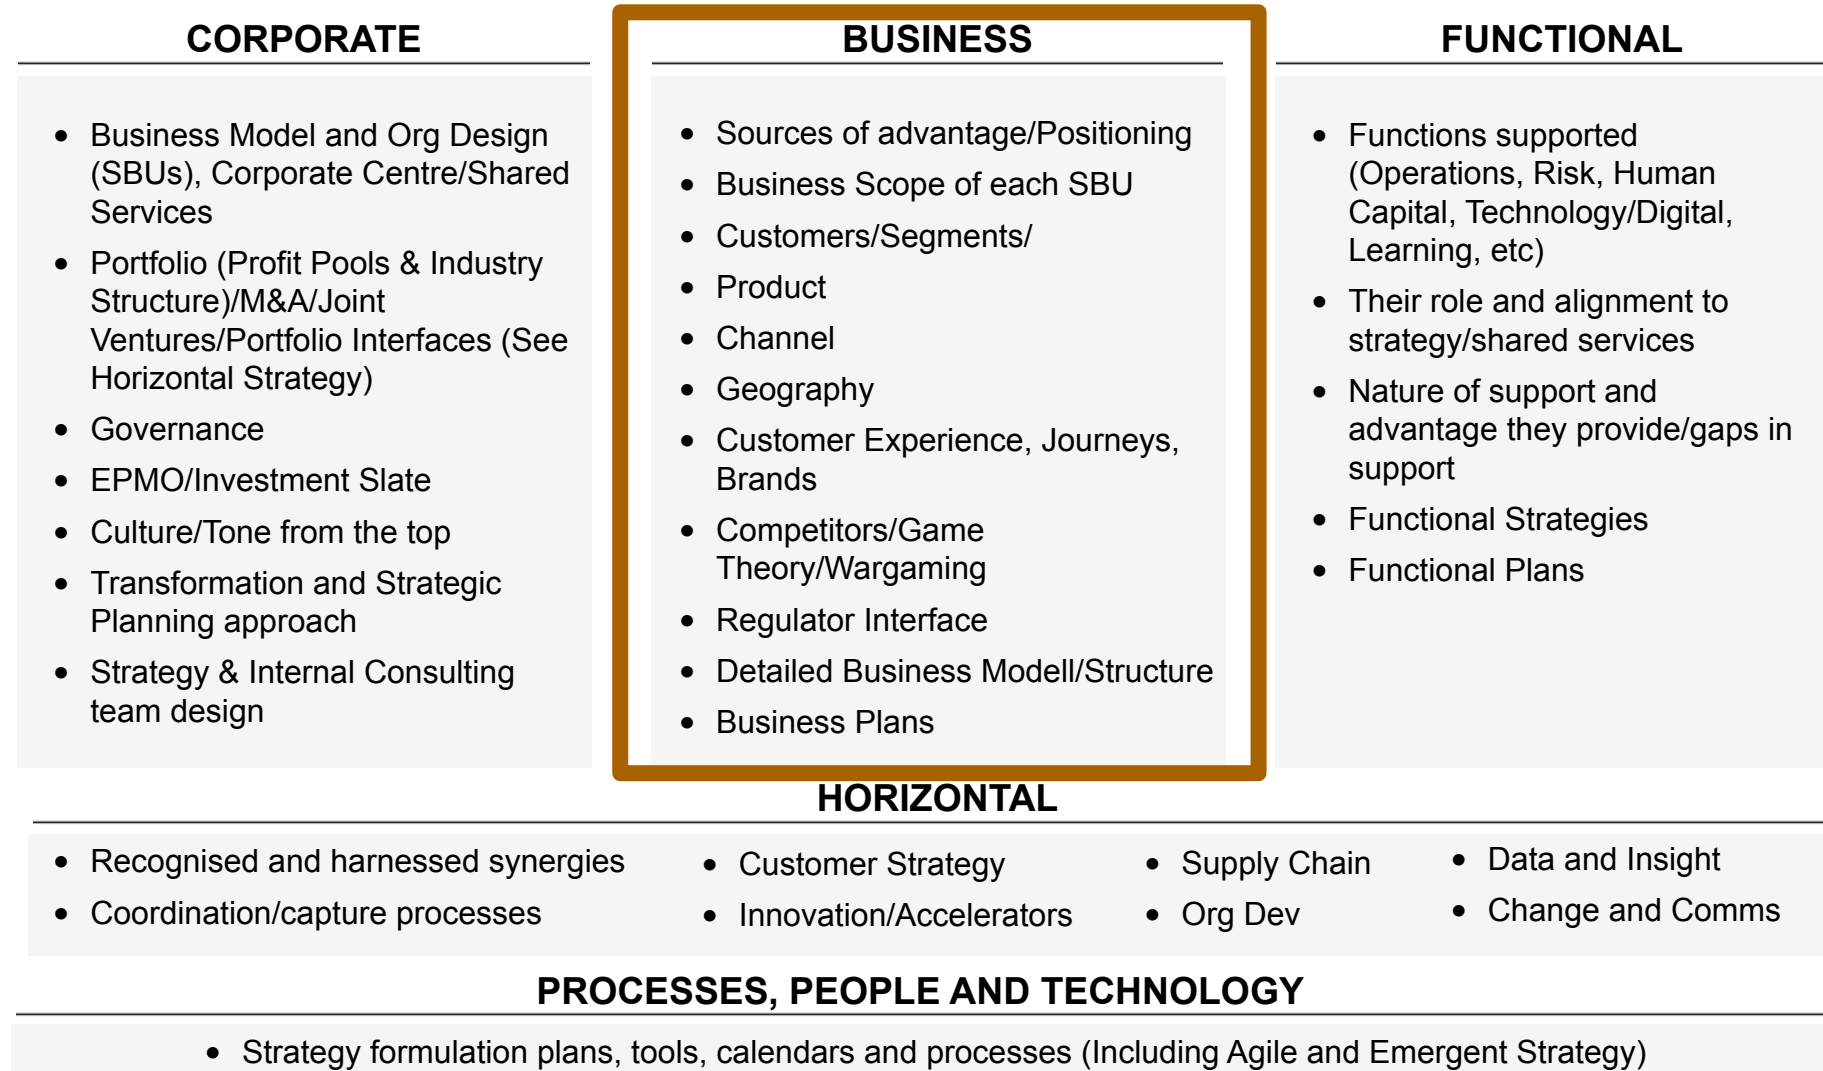 CORPORATE
• Business Model and Org Design
(SBUs), Corporate Centre/Shared
Services
• Portfolio (Profit Pools & Industry
Structure)/M&A/Joint
Ventures/Portfolio Interfaces (See
Horizontal Strategy)
• Governance
• EPMO/Investment Slate
• Culture/Tone from the top
• Transformation and Strategic
Planning approach
• Strategy & Internal Consulting
team design
BUSINESS
• Sources of advantage/Positioning
• Business Scope of each SBU
• Customers/Segments/
• Product
• Channel
• Geography
• Customer Experience, Journeys,
Brands
• Competitors/Game
Theory/Wargaming
• Regulator Interface
• Detailed Business Modell/Structure
• Business Plans
FUNCTIONAL
• Functions supported
(Operations, Risk, Human
Capital, Technology/Digital,
Learning, etc)
• Their role and alignment to
strategy/shared services
• Nature of support and
advantage they provide/gaps in
support
• Functional Strategies
• Functional Plans
HORIZONTAL
• Recognised and harnessed synergies
• Coordination/capture processes
• Customer Strategy
• Innovation/Accelerators
• Supply Chain
• Org Dev
• Data and Insight
• Change and Comms
PROCESSES, PEOPLE AND TECHNOLOGY
• Strategy formulation plans, tools, calendars and processes (Including Agile and Emergent Strategy)